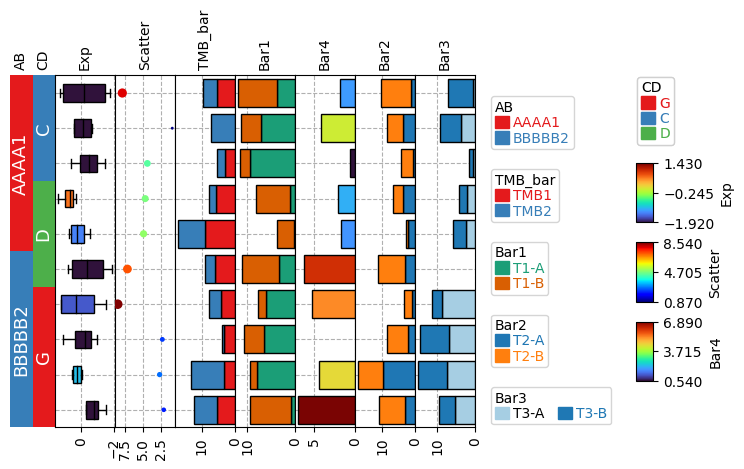 AB
CD
Exp
Scatter
TMB_bar
Bar1
Bar4
Bar2
Bar3
AAAA1
BBBBB2
C
D
G
0
−2
7.5
5.0
2.5
10
0
10
0
5
0
10
0
10
0
AB
AAAA1
BBBBB2
TMB_bar
TMB1
TMB2
Bar1
T1-A
T1-B
Bar2
T2-A
T2-B
Bar3
T3-A T3-B
CD
G
C
D
1.430
−0.245
−1.920
Exp
8.540
4.705
0.870
Scatter
6.890
3.715
0.540
Bar4